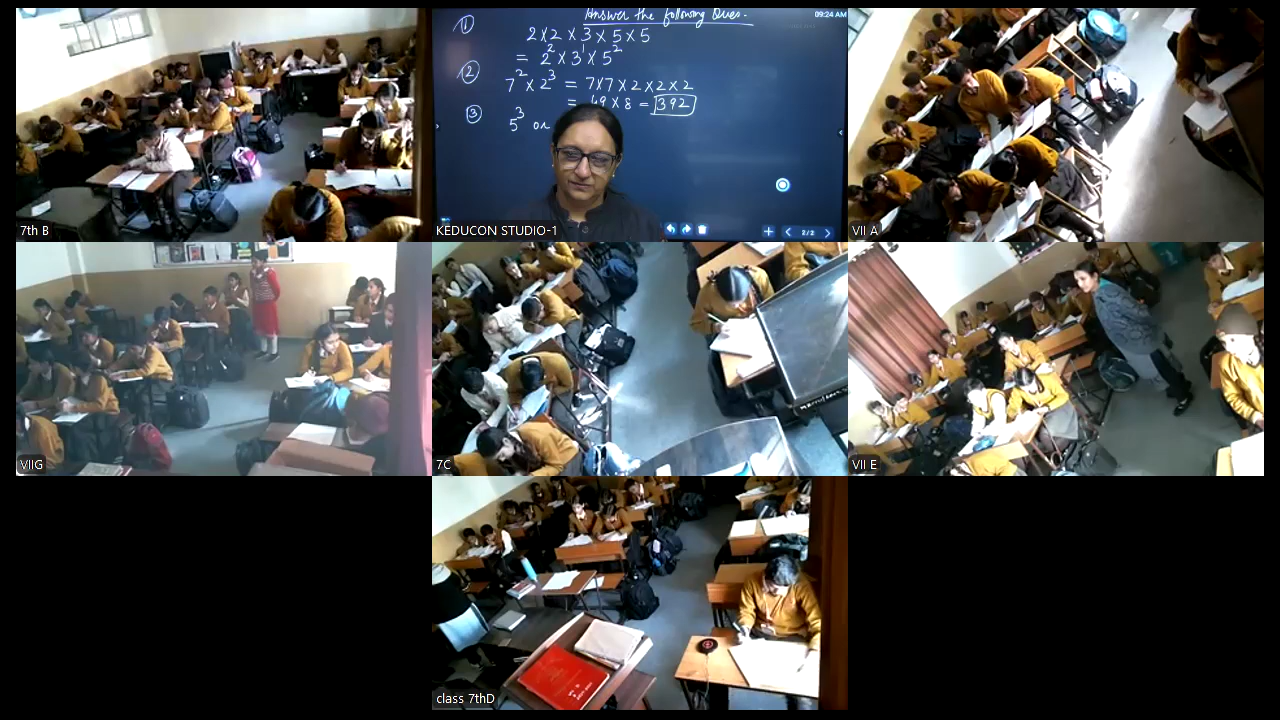 Answer the following Ques.
09:24 AM
1)
2×2×3×5×5
= 2² × 3¹ × 5²
2)
7² × 2³ = 7×7×2×2×2
= 49×8 = 392
3)
5³ or
2/2
7th B
KEDUCON STUDIO-1
VII A
VIIG
7C
VII E
class 7thD